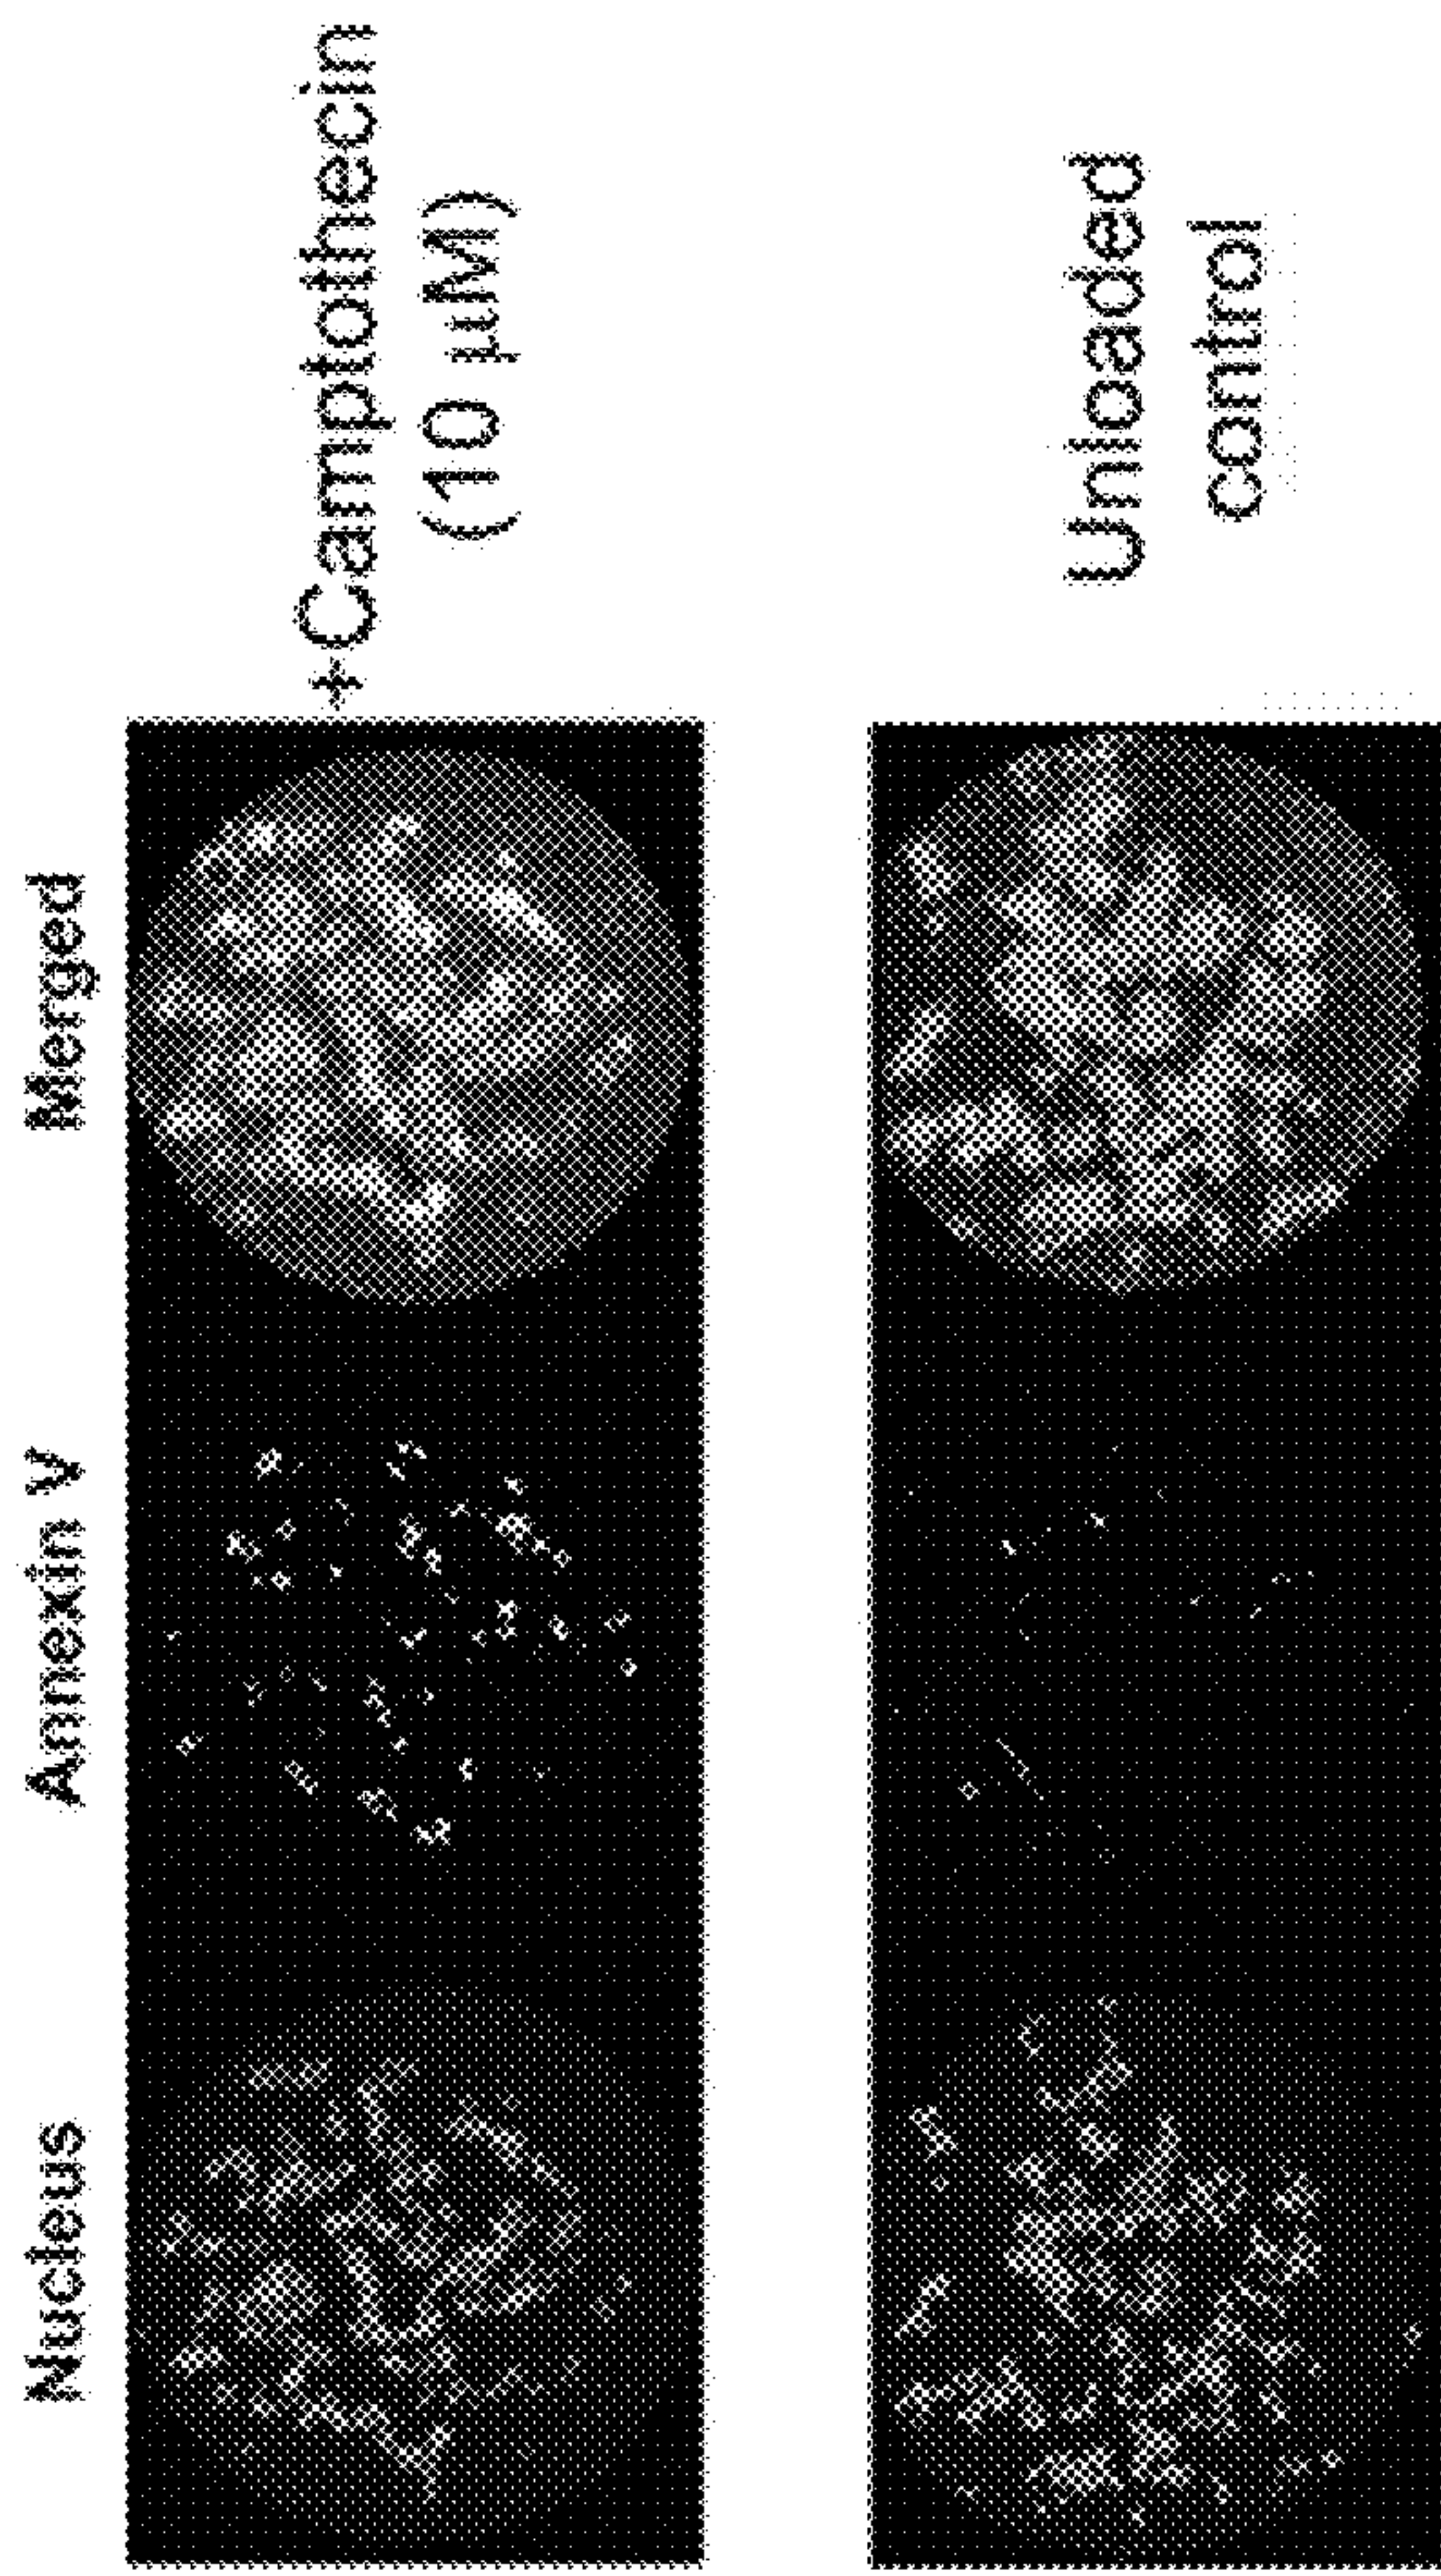 Nucleus Annexin V Merged
+Camptothecin
(10 µM)
Unloaded
control